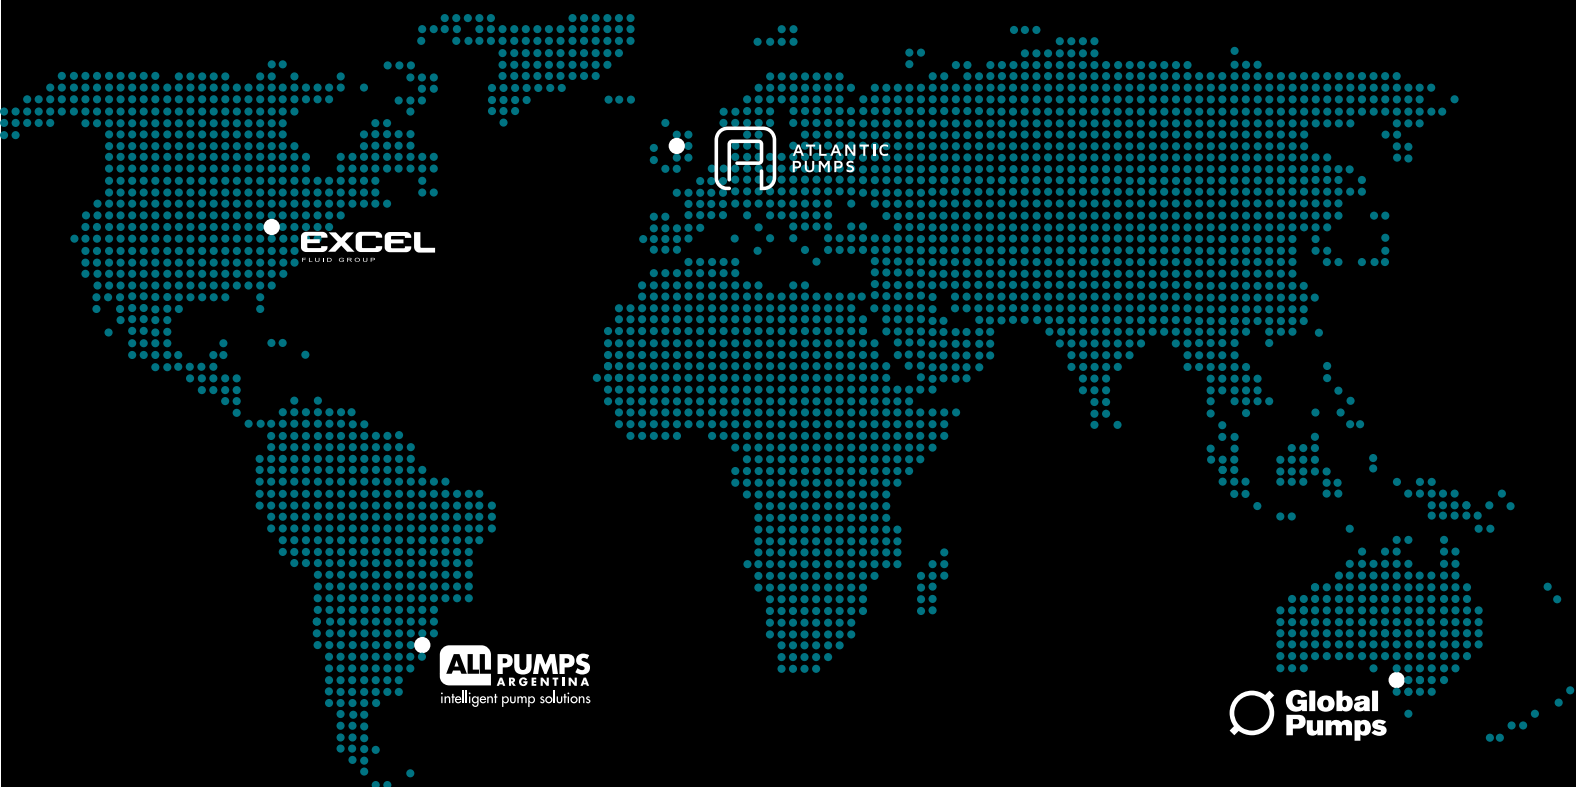 ATLANTIC
PUMPS
EXCEL
FLUID GROUP
ALL PUMPS
ARGENTINA
intelligent pump solutions
Global
Pumps